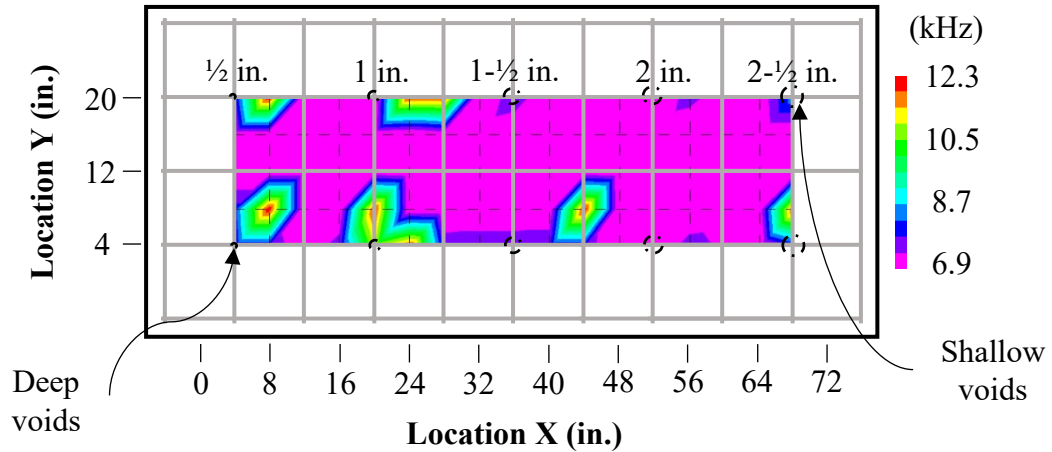 (kHz)
½ in. 1 in. 1-½ in. 2 in. 2-½ in.
12.3
10.5
8.7
6.9
Location Y (in.)
20
12
4
Deep
voids
Shallow
voids
0 8 16 24 32 40 48 56 64 72
Location X (in.)